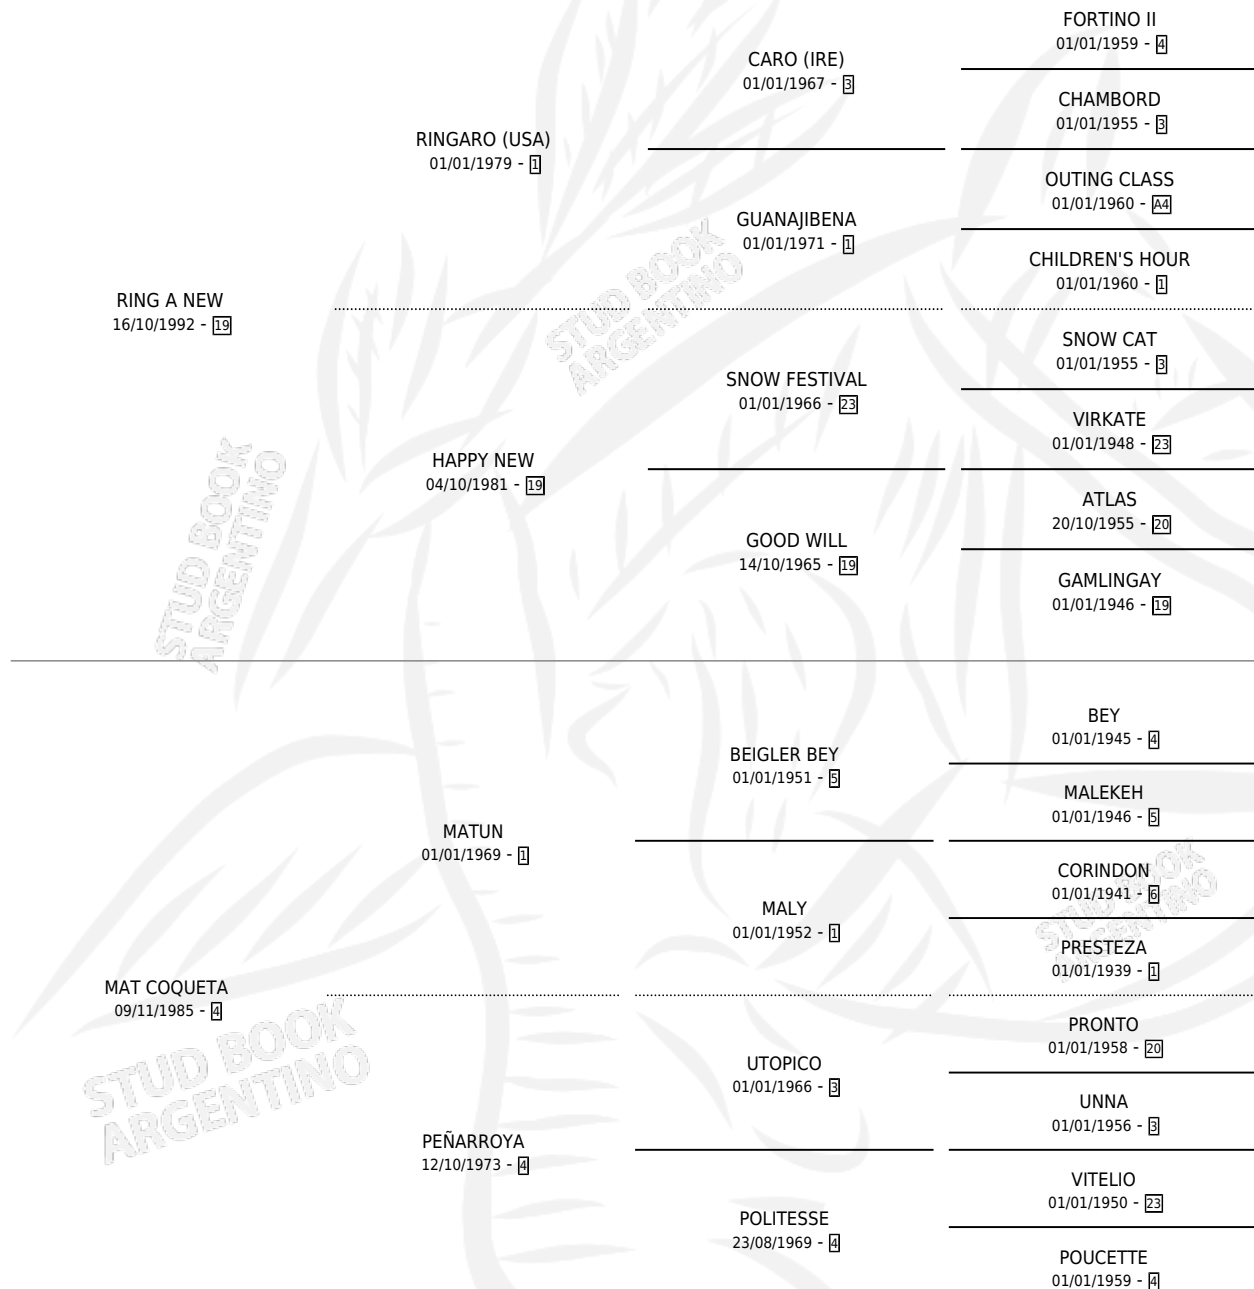 FORTINO II
01/01/1959 - 4
CARO (IRE)
01/01/1967 - 3
CHAMBORD
01/01/1955 - 3
RINGARO (USA)
01/01/1979 - 1
OUTING CLASS
01/01/1960 - A4
GUANAJIBENA
01/01/1971 - 1
CHILDREN'S HOUR
01/01/1960 - 1
RING A NEW
16/10/1992 - 19
SNOW CAT
01/01/1955 - 3
SNOW FESTIVAL
01/01/1966 - 23
VIRKATE
01/01/1948 - 23
HAPPY NEW
04/10/1981 - 19
ATLAS
20/10/1955 - 20
GOOD WILL
14/10/1965 - 19
GAMLINGAY
01/01/1946 - 19
BEY
01/01/1945 - 4
BEIGLER BEY
01/01/1951 - 5
MALEKEH
01/01/1946 - 5
MATUN
01/01/1969 - 1
CORINDON
01/01/1941 - 6
MALY
01/01/1952 - 1
PRESTEZA
01/01/1939 - 1
MAT COQUETA
09/11/1985 - 4
PRONTO
01/01/1958 - 20
UTOPICO
01/01/1966 - 3
UNNA
01/01/1956 - 3
PEÑARROYA
12/10/1973 - 4
VITELIO
01/01/1950 - 23
POLITESSE
23/08/1969 - 4
POUCETTE
01/01/1959 - 4
STUD BOOK
ARGENTINO
STUD BOOK
ARGENTINO
STUD BOOK
ARGENTINO
STUD BOOK
ARGENTINO